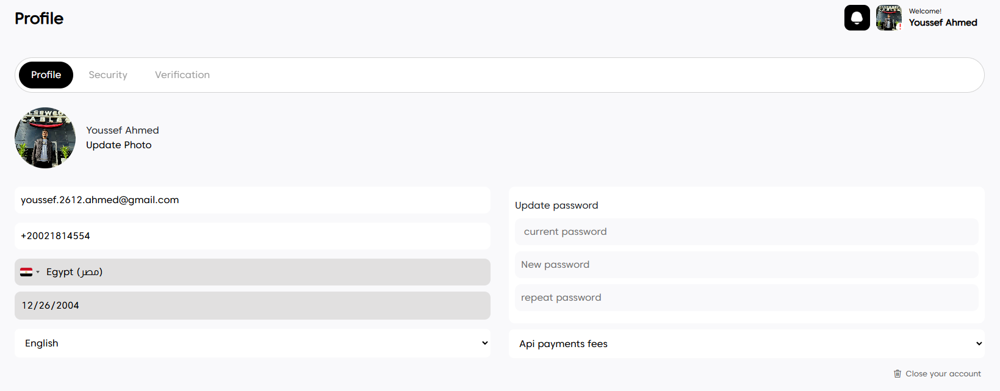 Profile
Welcome!
Youssef Ahmed
Profile
Security
Verification
Youssef Ahmed
Update Photo
youssef.2612.ahmed@gmail.com
+20021814554
Egypt (مصر)
12/26/2004
English
Update password
current password
New password
repeat password
Api payments fees
Close your account